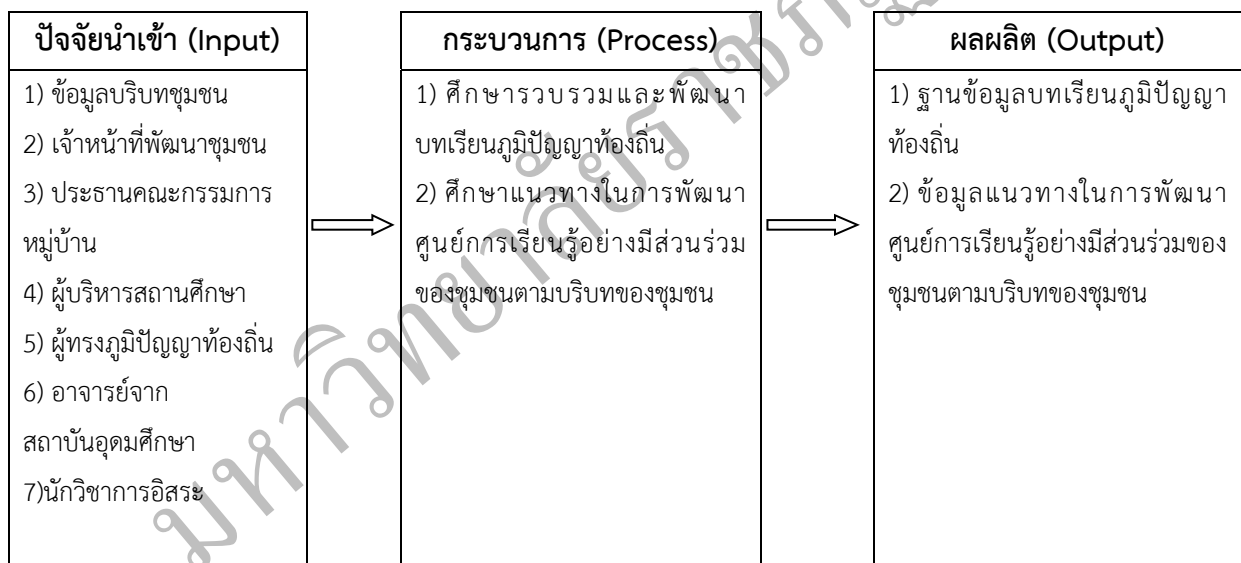 ปัจจัยนำเข้า (Input)
1) ข้อมูลบริบทชุมชน
2) เจ้าหน้าที่พัฒนาชุมชน
3) ประธานคณะกรรมการ
หมู่บ้าน
4) ผู้บริหารสถานศึกษา
5) ผู้ทรงภูมิปัญญาท้องถิ่น
6) อาจารย์จาก
สถาบันอุดมศึกษา
7)นักวิชาการอิสระ
กระบวนการ (Process)
1) ศึกษารวบรวมและพัฒนา
บทเรียนภูมิปัญญาท้องถิ่น
2) ศึกษาแนวทางในการพัฒนา
ศูนย์การเรียนรู้อย่างมีส่วนร่วม
ของชุมชนตามบริบทของชุมชน
ผลผลิต (Output)
1) ฐานข้อมูลบทเรียนภูมิปัญญา
ท้องถิ่น
2) ข้อมูลแนวทางในการพัฒนา
ศูนย์การเรียนรู้อย่างมีส่วนร่วมของ
ชุมชนตามบริบทของชุมชน
มหาวิทยาลัยราชภัฏ